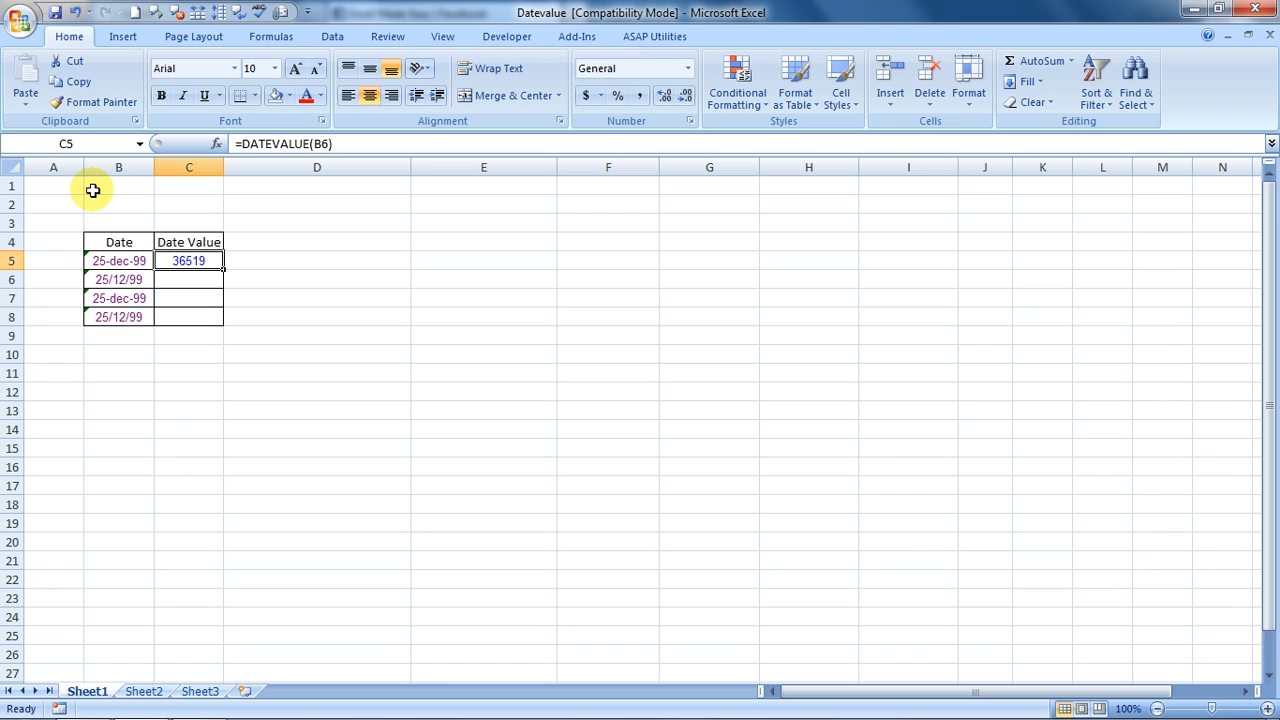 Datevalue [Compatibility Mode] - Microsoft Excel
Home Insert Page Layout Formulas Data Review View Developer Add-Ins ASAP Utilities
Paste Cut Copy Format Painter
Arial 10
B I U A
Wrap Text
Merge & Center
General
$ % ,
Conditional Formatting
Format as Table
Cell Styles
Insert Delete Format
Σ AutoSum
Fill
Clear
Sort & Filter
Find & Select
Clipboard Font Alignment Number Styles Cells Editing
C5 fx =DATEVALUE(B6)
A B C D E F G H I J K L M N
1
2
3
4 Date Date Value
5 25-dec-99 36519
6 25/12/99
7 25-dec-99
8 25/12/99
9
10
11
12
13
14
15
16
17
18
19
20
21
22
23
24
25
26
27
Sheet1 Sheet2 Sheet3
Ready 100%